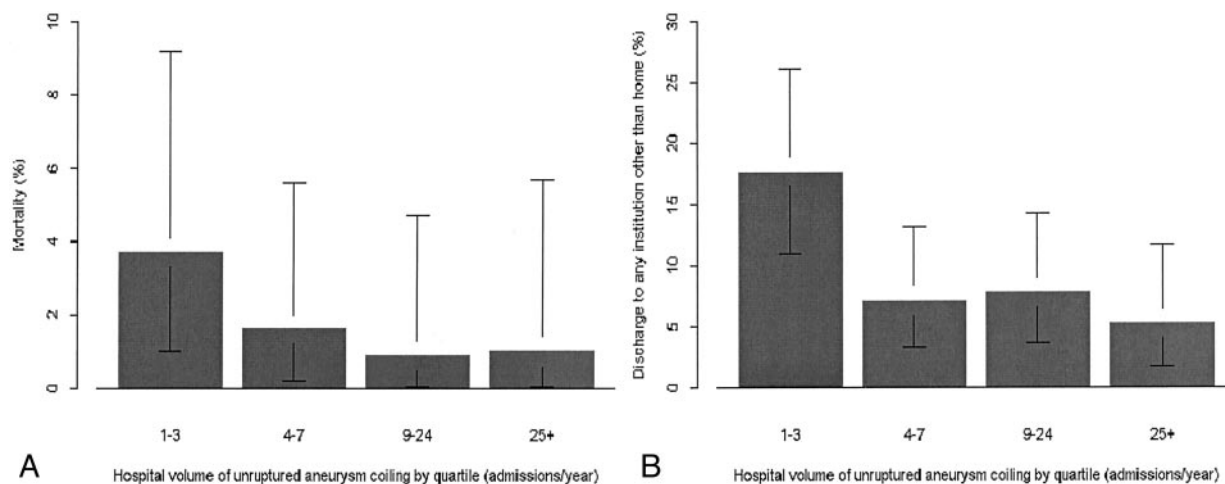 Mortality (%)
10
8
6
4
2
0
1-3 4-7 9-24 25+
A Hospital volume of unruptured aneurysm coiling by quartile (admissions/year)
Discharge to any institution other than home (%)
30
25
20
15
10
5
0
1-3 4-7 9-24 25+
B Hospital volume of unruptured aneurysm coiling by quartile (admissions/year)